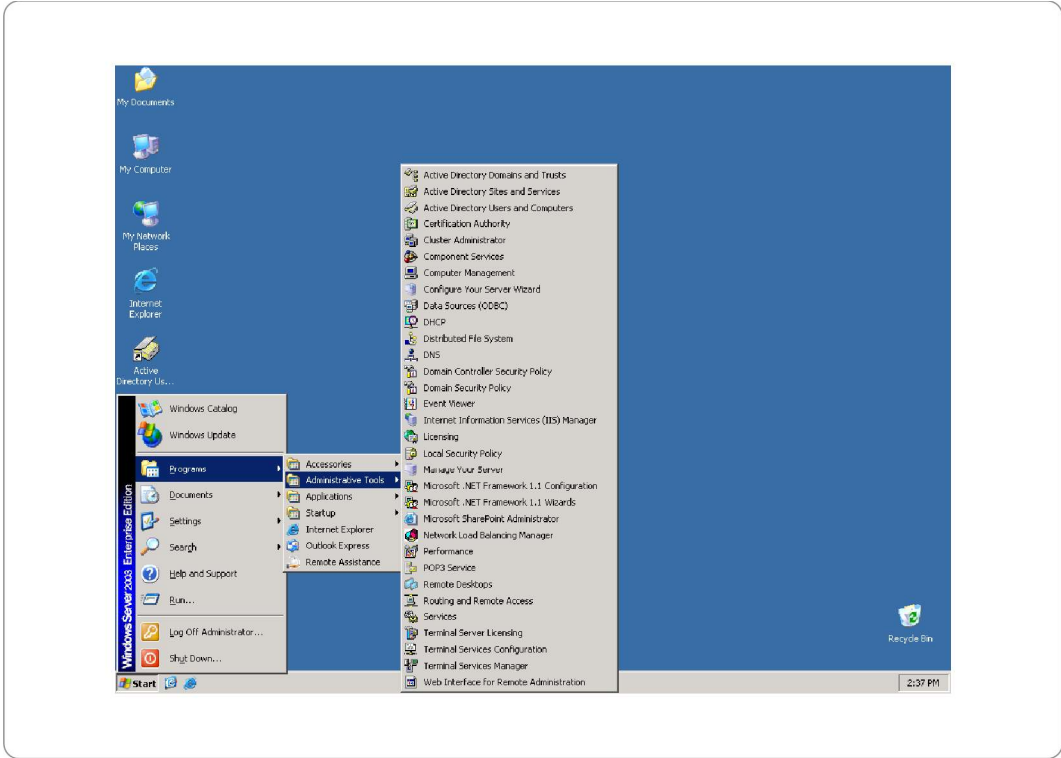 My Documents
My Computer
My Network
Places
Internet
Explorer
Active
Directory Us...
Windows Server 2003 Enterprise Edition
Windows Catalog
Windows Update
Programs
Documents
Settings
Search
Help and Support
Run...
Log Off Administrator...
Shut Down...
Accessories
Administrative Tools
Applications
Startup
Internet Explorer
Outlook Express
Remote Assistance
Active Directory Domains and Trusts
Active Directory Sites and Services
Active Directory Users and Computers
Certification Authority
Cluster Administrator
Component Services
Computer Management
Configure Your Server Wizard
Data Sources (ODBC)
DHCP
Distributed File System
DNS
Domain Controller Security Policy
Domain Security Policy
Event Viewer
Internet Information Services (IIS) Manager
Licensing
Local Security Policy
Manage Your Server
Microsoft .NET Framework 1.1 Configuration
Microsoft .NET Framework 1.1 Wizards
Microsoft SharePoint Administrator
Network Load Balancing Manager
Performance
POP3 Service
Remote Desktops
Routing and Remote Access
Services
Terminal Server Licensing
Terminal Services Configuration
Terminal Services Manager
Web Interface for Remote Administration
Recycle Bin
Start
2:37 PM